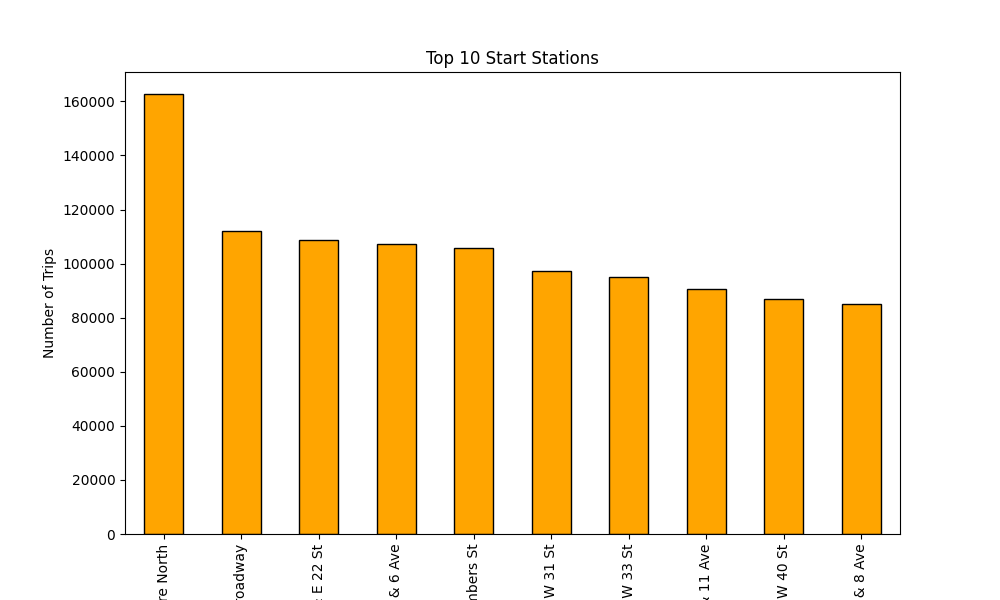 Top 10 Start Stations
Number of Trips
160000
140000
120000
100000
80000
60000
40000
20000
0
re North
roadway
E 22 St
& 6 Ave
mbers St
W 31 St
W 33 St
11 Ave
W 40 St
& 8 Ave